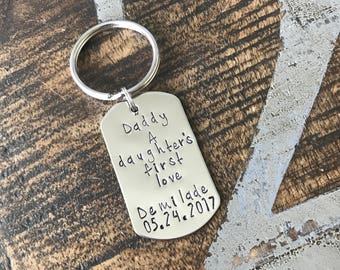 Daddy
A
daughter's
first
love
Demilade
05.24.2017